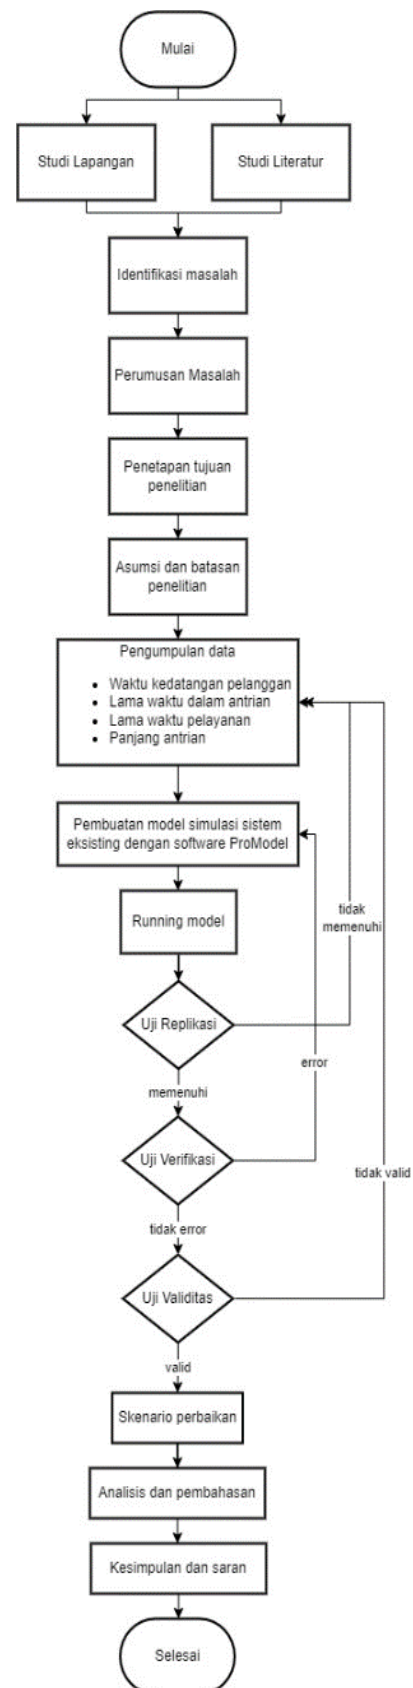 Mulai
Studi Lapangan
Studi Literatur
Identifikasi masalah
Perumusan Masalah
Penetapan tujuan
penelitian
Asumsi dan batasan
penelitian
Pengumpulan data
• Waktu kedatangan pelanggan
• Lama waktu dalam antrian
• Lama waktu pelayanan
• Panjang antrian
Pembuatan model simulasi sistem
eksisting dengan software ProModel
Running model
tidak
memenuhi
Uji Replikasi
error
memenuhi
Uji Verifikasi
tidak valid
tidak error
Uji Validitas
valid
Skenario perbaikan
Analisis dan pembahasan
Kesimpulan dan saran
Selesai